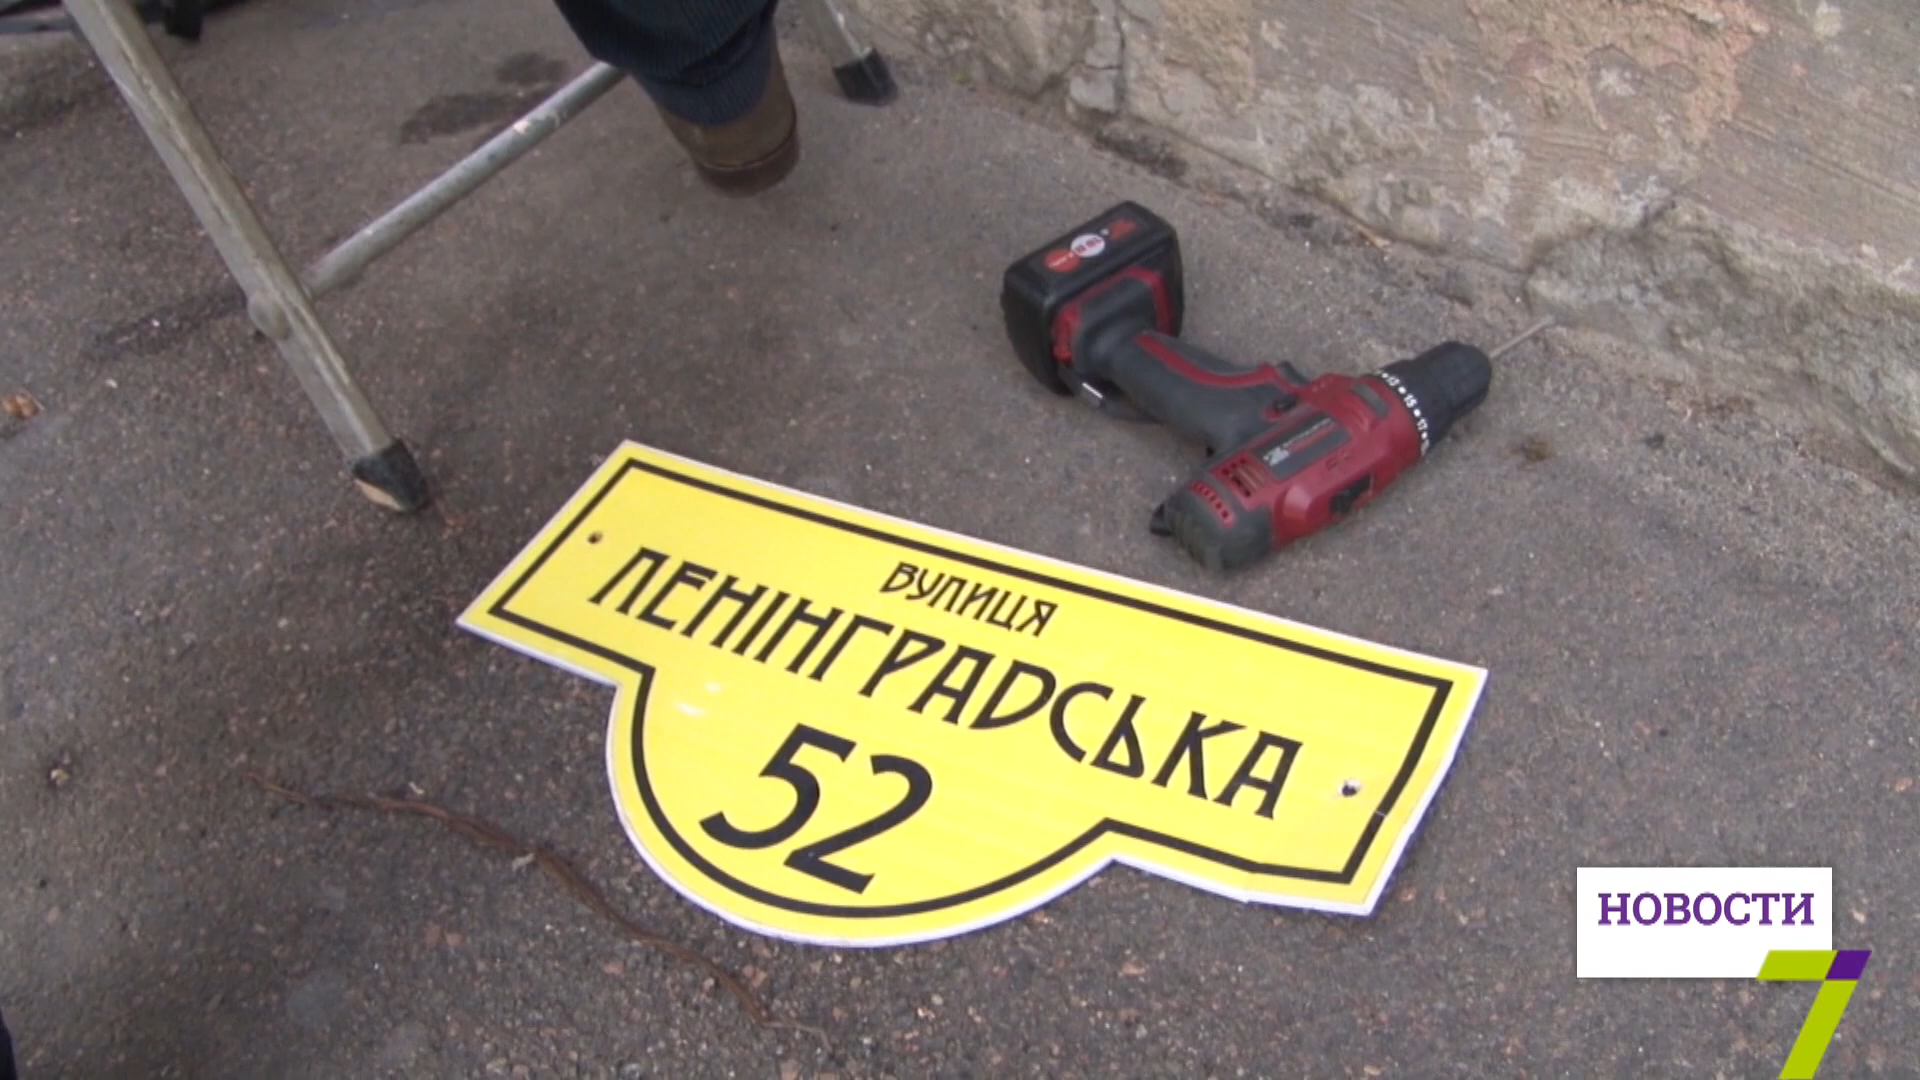 ВУЛИЦЯ
ЛЕНІНГРАДСЬКА
52
НОВОСТИ
7